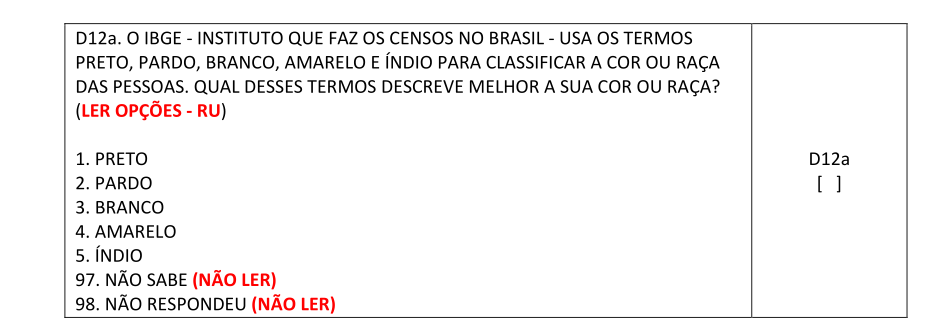 D12a. O IBGE - INSTITUTO QUE FAZ OS CENSOS NO BRASIL - USA OS TERMOS
PRETO, PARDO, BRANCO, AMARELO E ÍNDIO PARA CLASSIFICAR A COR OU RAÇA
DAS PESSOAS. QUAL DESSES TERMOS DESCREVE MELHOR A SUA COR OU RAÇA?
(LER OPÇÕES - RU)
1. PRETO
2. PARDO
3. BRANCO
4. AMARELO
5. ÍNDIO
97. NÃO SABE (NÃO LER)
98. NÃO RESPONDEU (NÃO LER)
D12a
[ ]